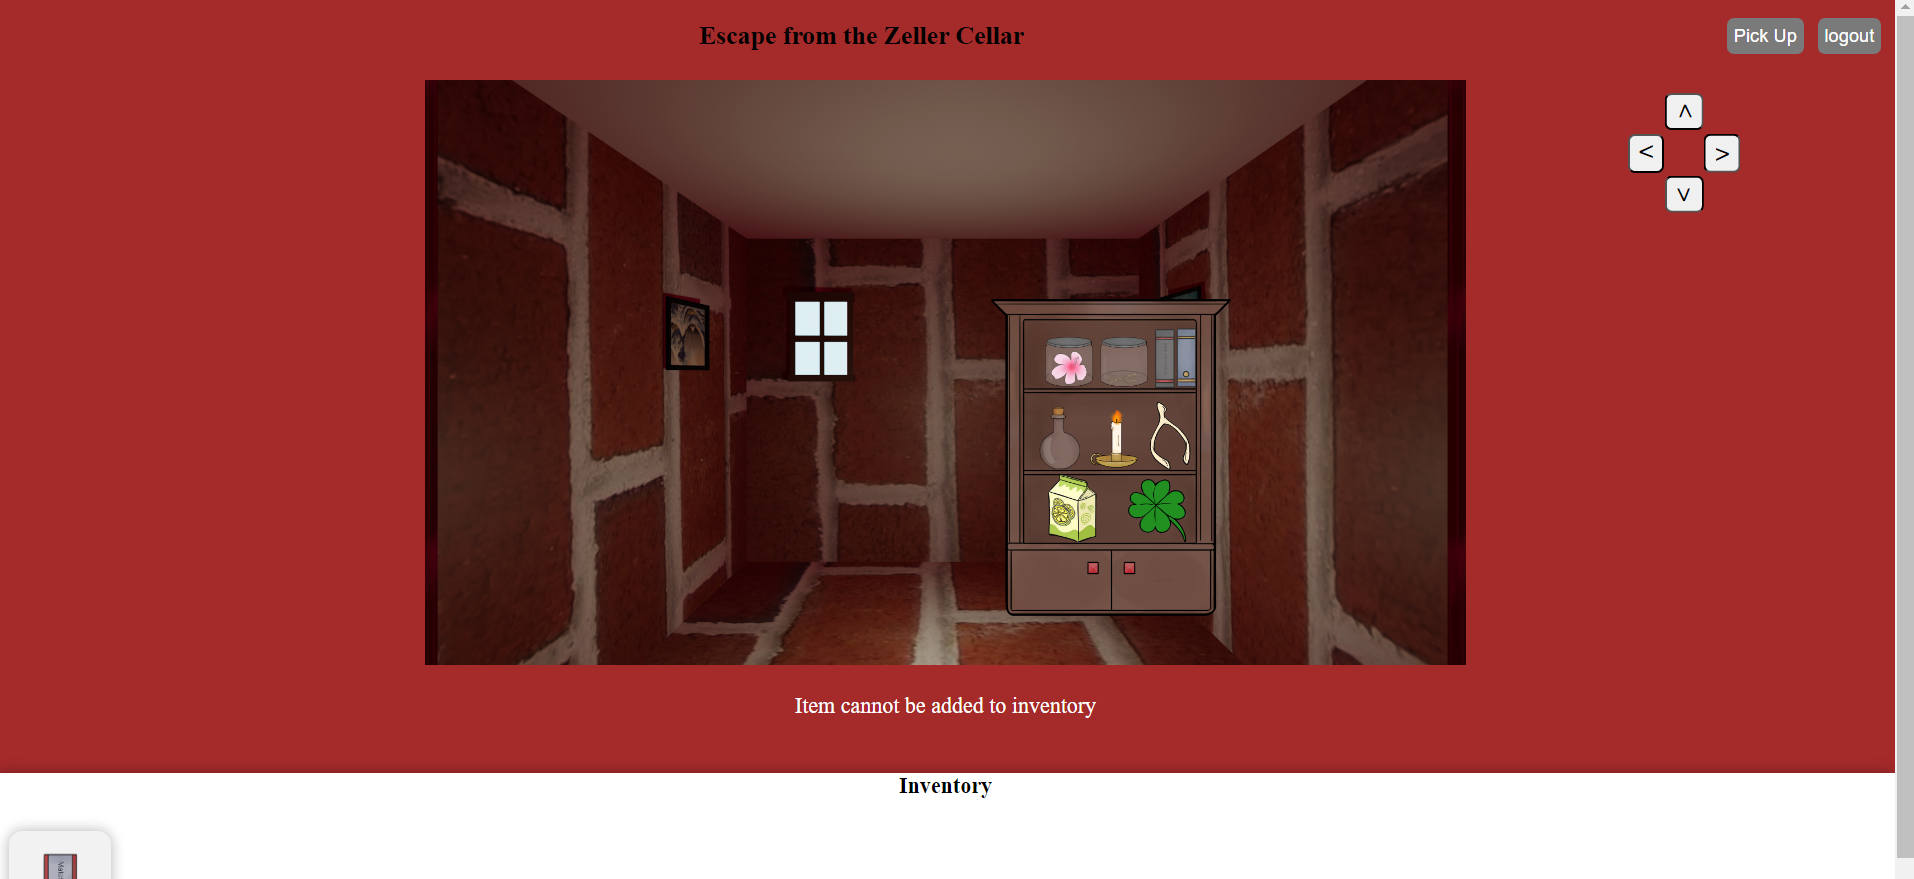 Escape from the Zeller Cellar
Pick Up
logout
^
<
>
v
Item cannot be added to inventory
Inventory